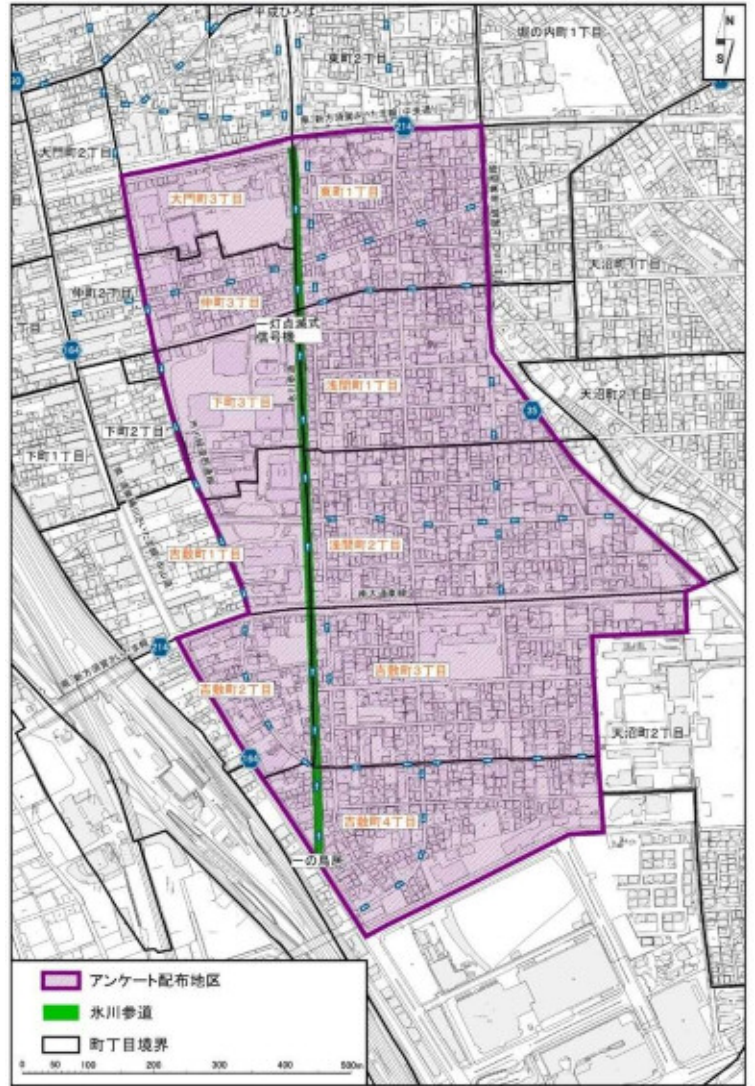 平成ひろば
堀の内町1丁目
N
S
東町2丁目
214
大門町2丁目
大門町3丁目
東町1丁目
天沼町1丁目
仲町2丁目
仲町3丁目
一灯点滅式
信号機
164
浅間町1丁目
天沼町2丁目
下町3丁目
35
下町2丁目
下町1丁目
浅間町2丁目
吉敷町1丁目
南大通東線
214
吉敷町3丁目
吉敷町2丁目
天沼町2丁目
164
吉敷町4丁目
一の鳥居
アンケート配布地区
氷川参道
町丁目境界
0 50 100 200 300 400 500m